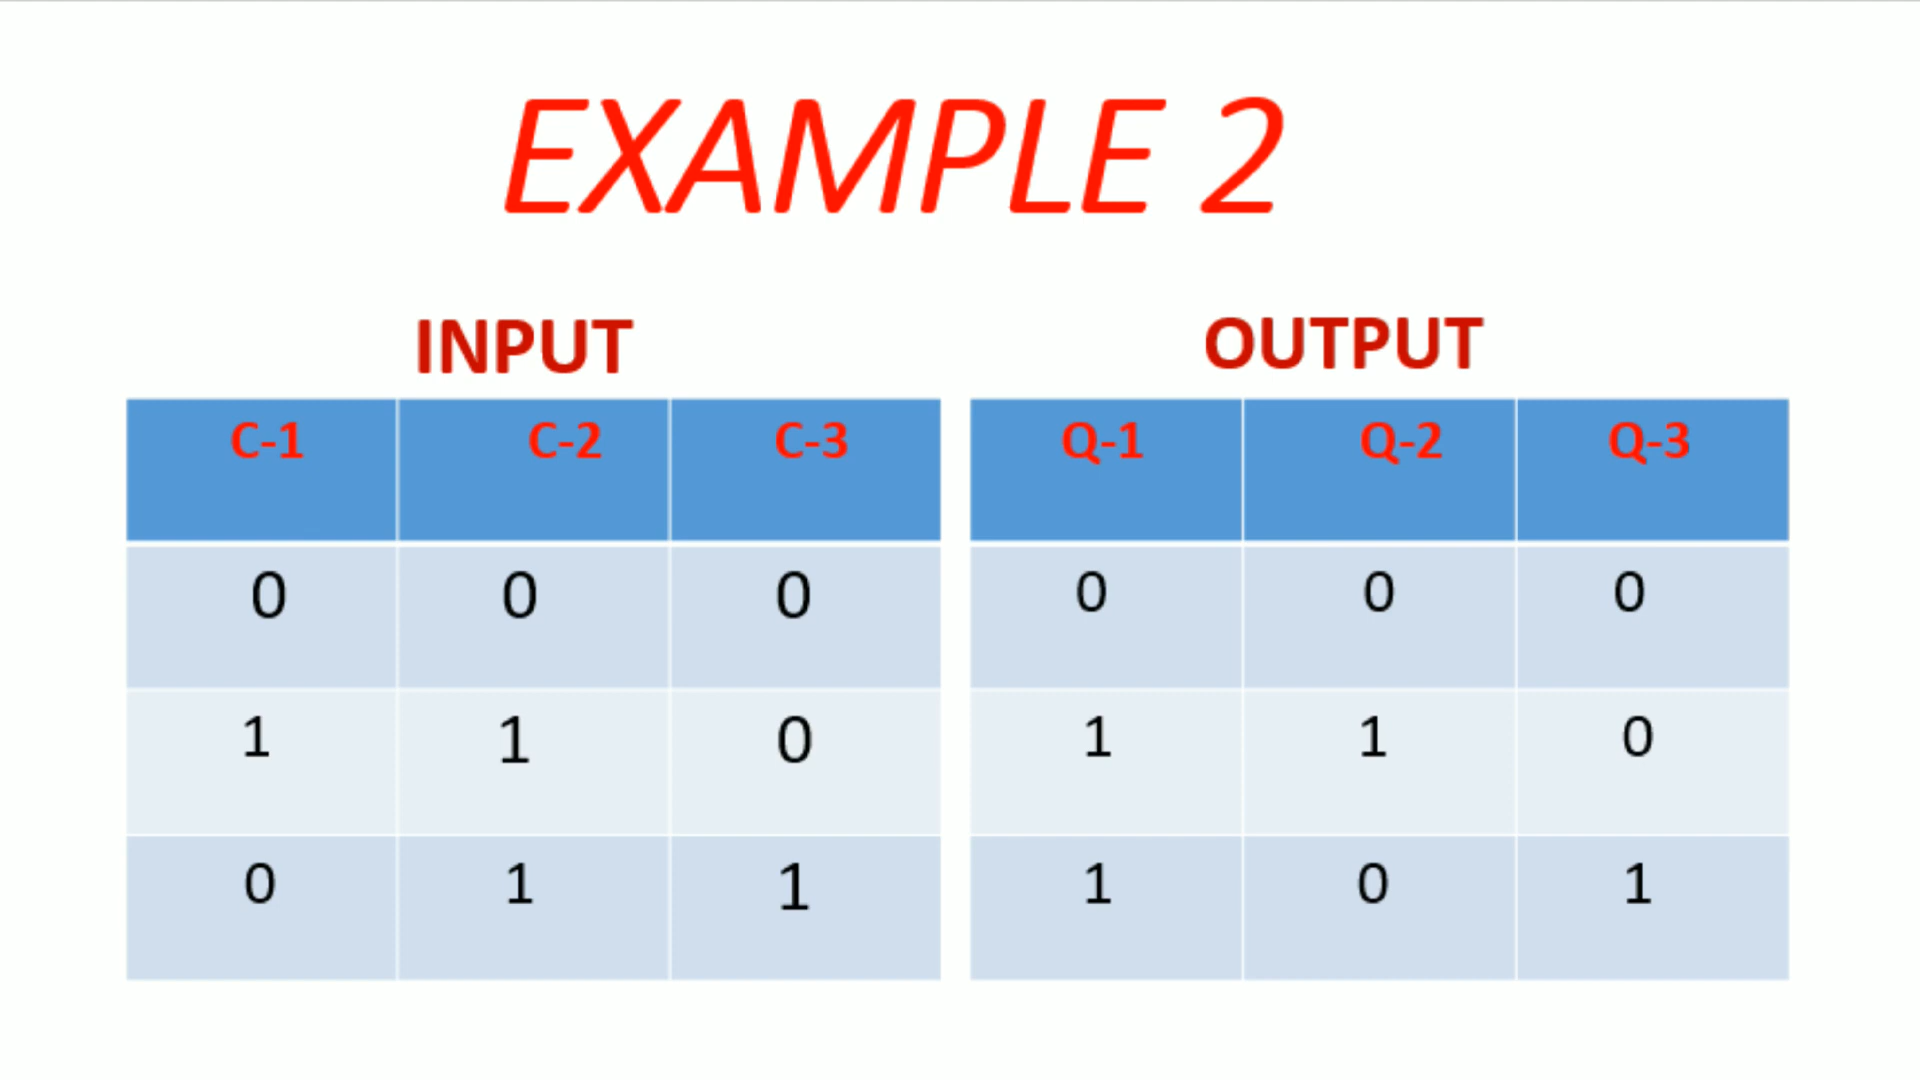 EXAMPLE 2
INPUT OUTPUT
C-1 C-2 C-3 Q-1 Q-2 Q-3
0 0 0 0 0 0
1 1 0 1 1 0
0 1 1 1 0 1